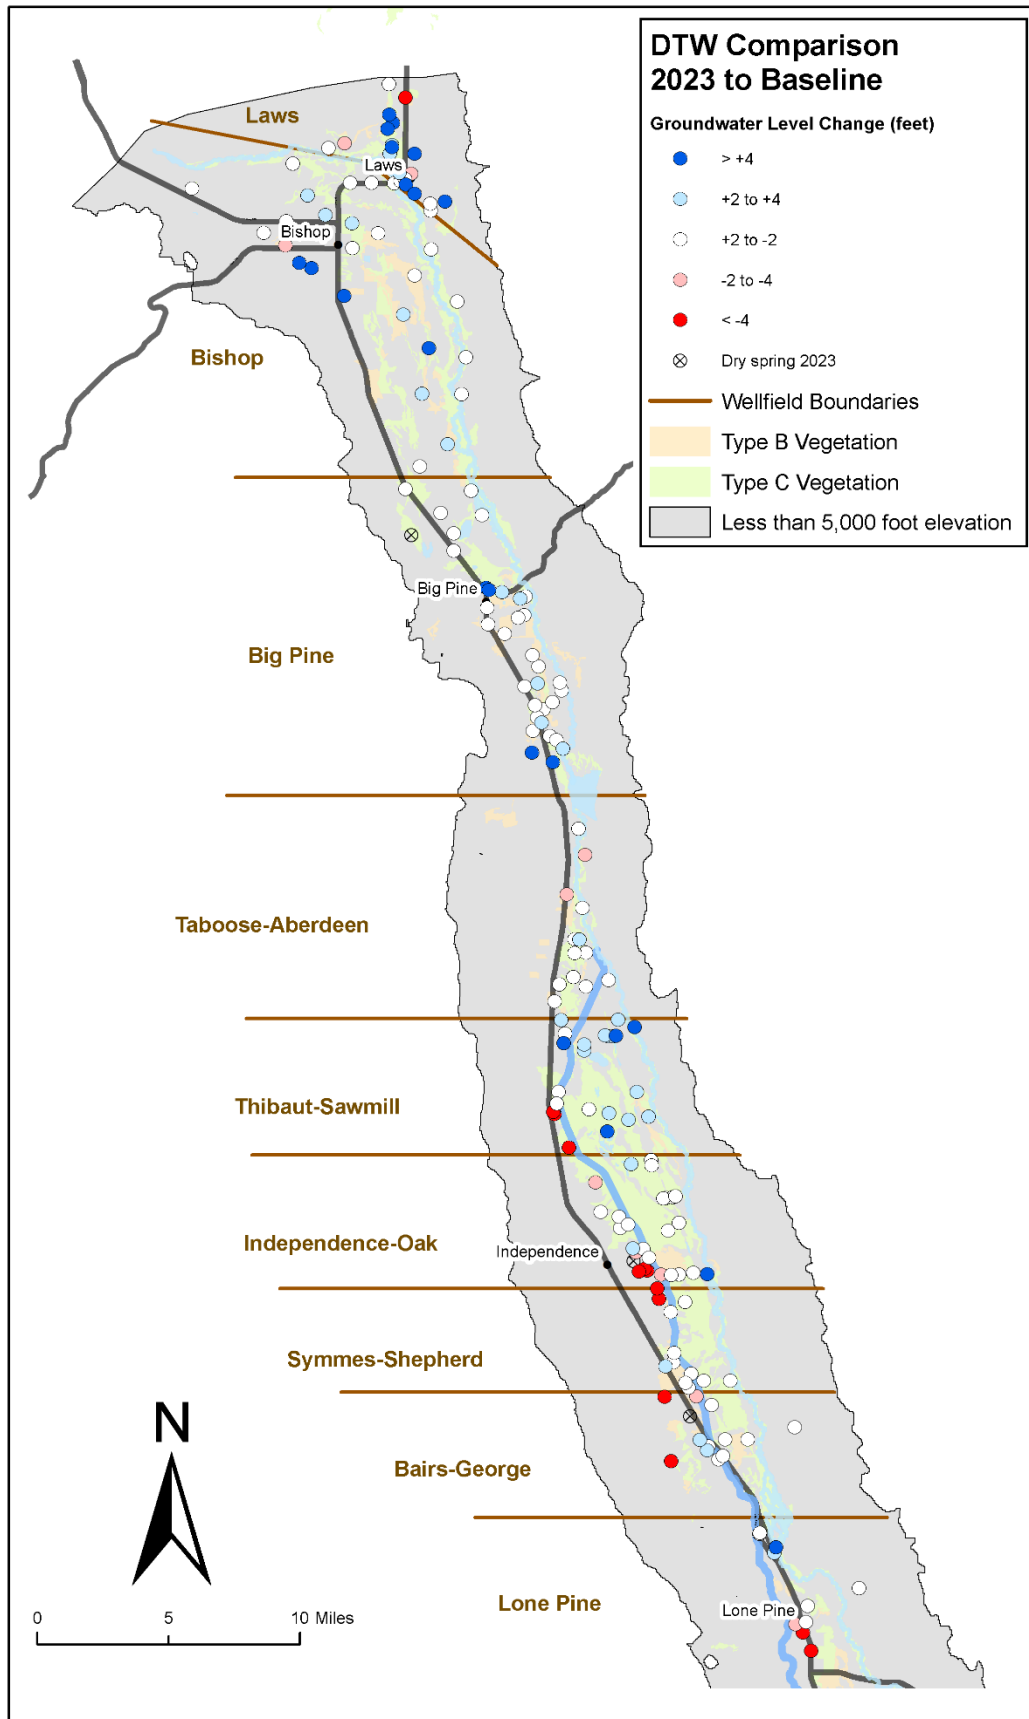 DTW Comparison
2023 to Baseline
Groundwater Level Change (feet)
> +4
+2 to +4
+2 to -2
-2 to -4
< -4
Dry spring 2023
Wellfield Boundaries
Type B Vegetation
Type C Vegetation
Less than 5,000 foot elevation
Laws
Laws
Bishop
Bishop
Big Pine
Big Pine
Taboose-Aberdeen
Thibaut-Sawmill
Independence-Oak
Independence
Symmes-Shepherd
N
Bairs-George
Lone Pine
Lone Pine
0 5 10 Miles